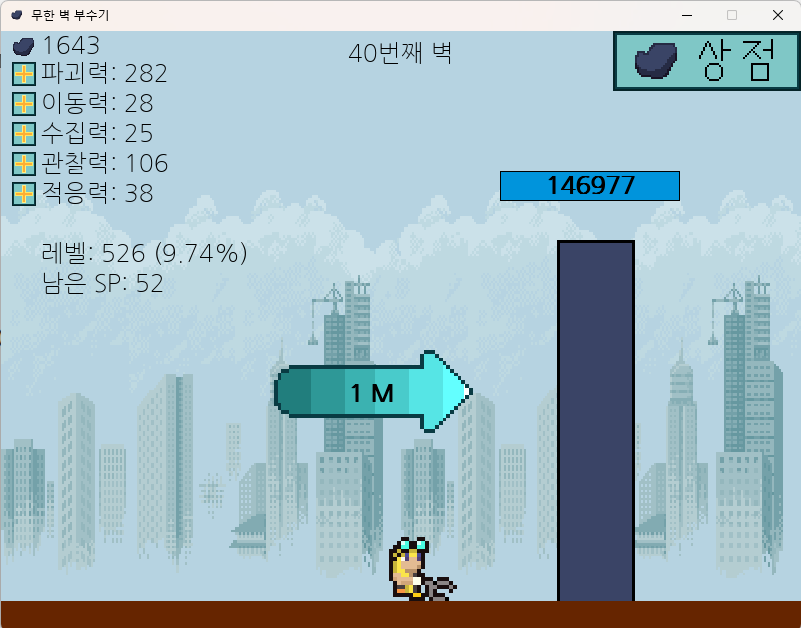 무한 벽 부수기
1643
40번째 벽
상점
파괴력: 282
이동력: 28
수집력: 25
관찰력: 106
적응력: 38
146977
레벨: 526 (9.74%)
남은 SP: 52
1 M